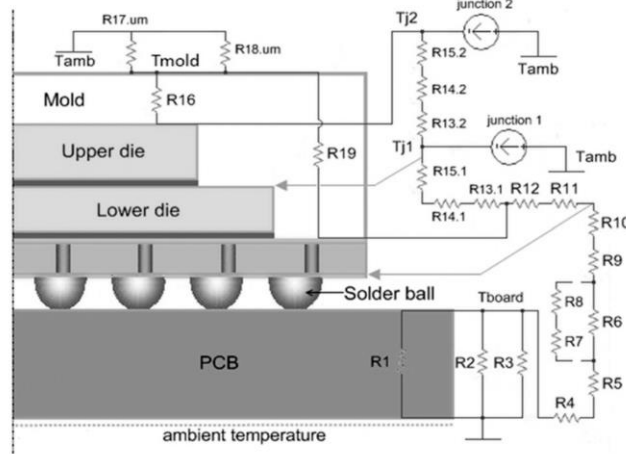 R17.um
junction 2
Tj2
Tamb
Tmold
R18.um
R15.2
Tamb
R16
R14.2
Mold
junction 1
R13.2
Tj1
Upper die
R19
Tamb
R15.1
R13.1
R12
R11
Lower die
R14.1
R10
R9
Solder ball
Tboard
R8
R6
R7
PCB
R1
R2
R3
R5
R4
ambient temperature